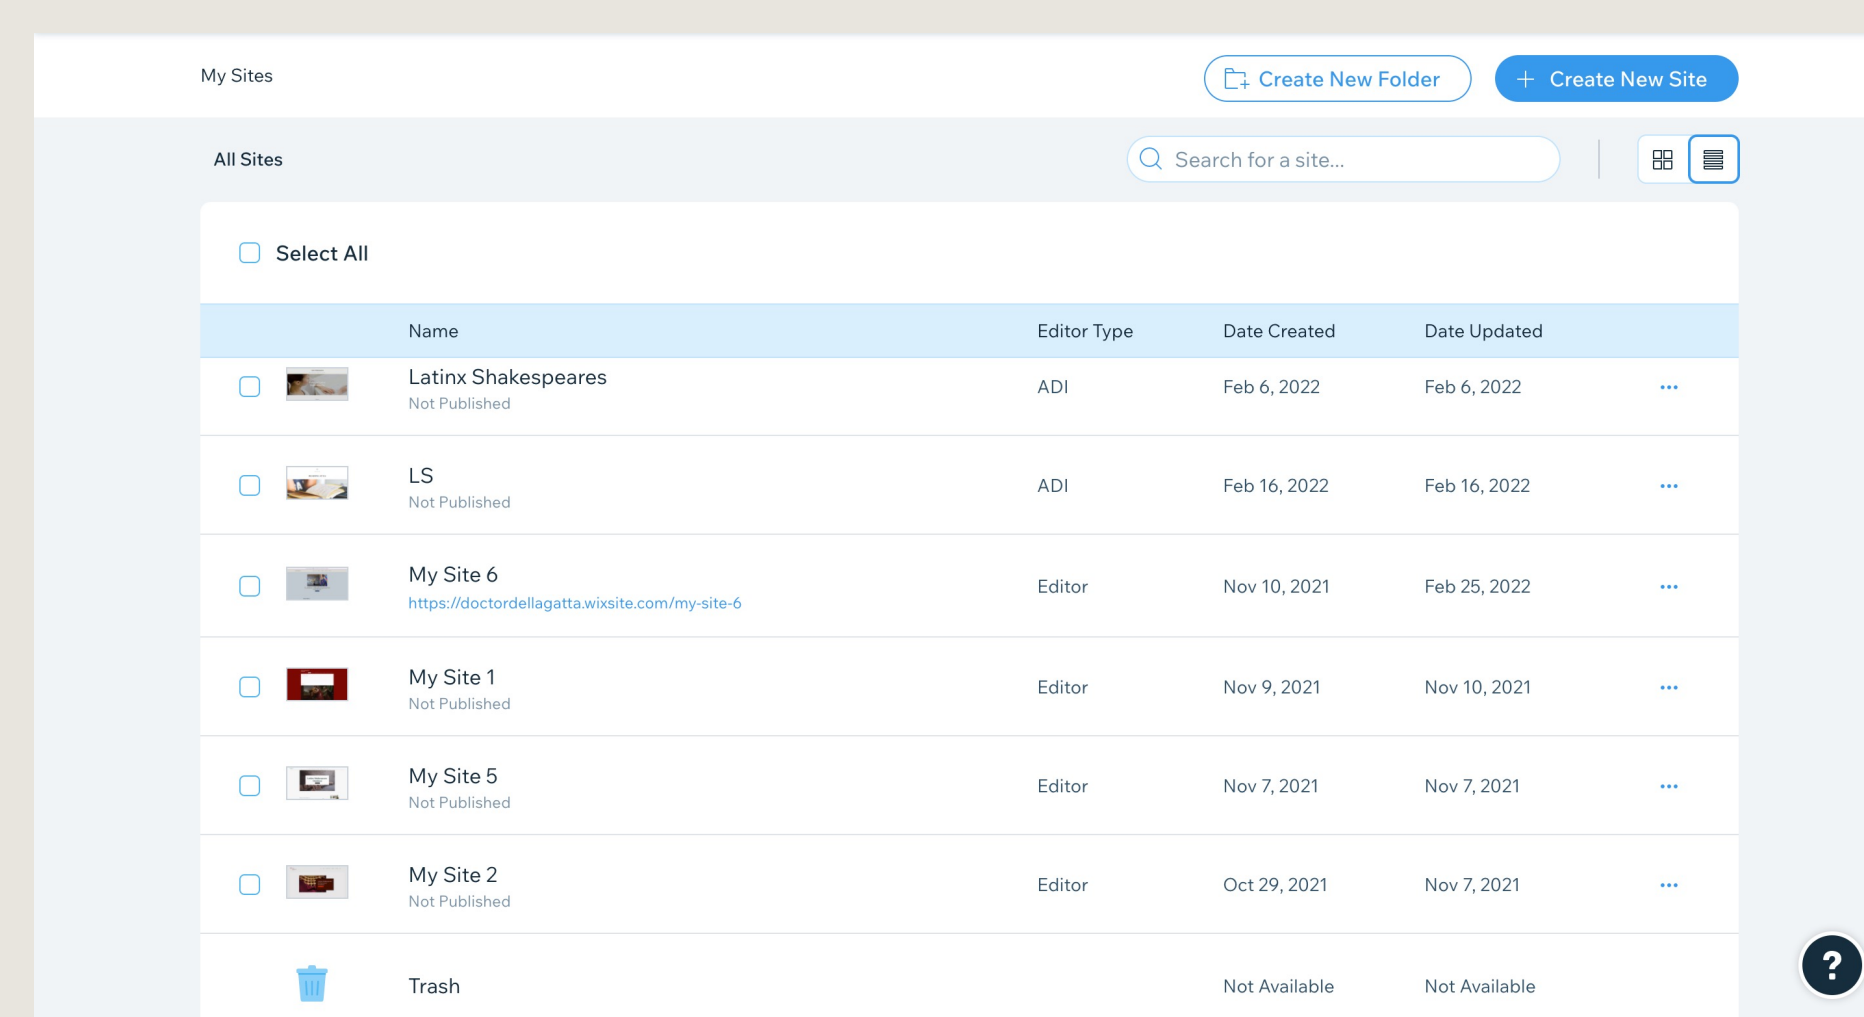 My Sites
Create New Folder
+ Create New Site
All Sites
Search for a site...
Select All
Name Editor Type Date Created Date Updated
Latinx Shakespeares
Not Published
ADI Feb 6, 2022 Feb 6, 2022 ...
LS
Not Published
ADI Feb 16, 2022 Feb 16, 2022 ...
My Site 6
https://doctordellagatta.wixsite.com/my-site-6
Editor Nov 10, 2021 Feb 25, 2022 ...
My Site 1
Not Published
Editor Nov 9, 2021 Nov 10, 2021 ...
My Site 5
Not Published
Editor Nov 7, 2021 Nov 7, 2021 ...
My Site 2
Not Published
Editor Oct 29, 2021 Nov 7, 2021 ...
Trash Not Available Not Available
?